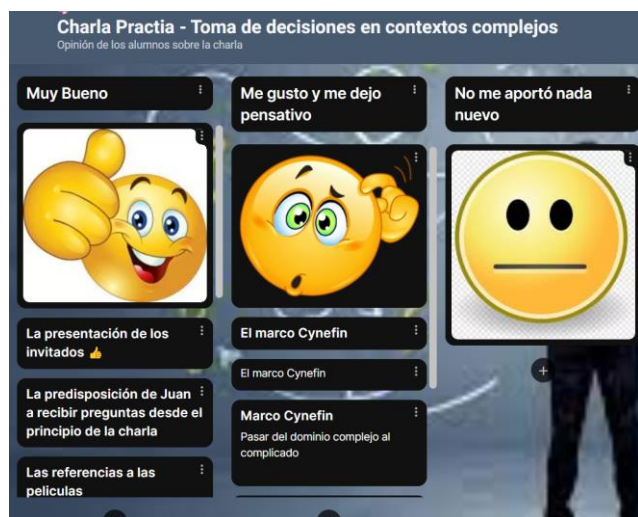 Charla Practia - Toma de decisiones en contextos complejos
Opinión de los alumnos sobre la charla
Muy Bueno
La presentación de los
invitados 👍
La predisposición de Juan
a recibir preguntas desde el
principio de la charla
Las referencias a las
peliculas
Me gusto y me dejo
pensativo
El marco Cynefin
El marco Cynefin
Marco Cynefin
Pasar del dominio complejo al
complicado
No me aportó nada
nuevo